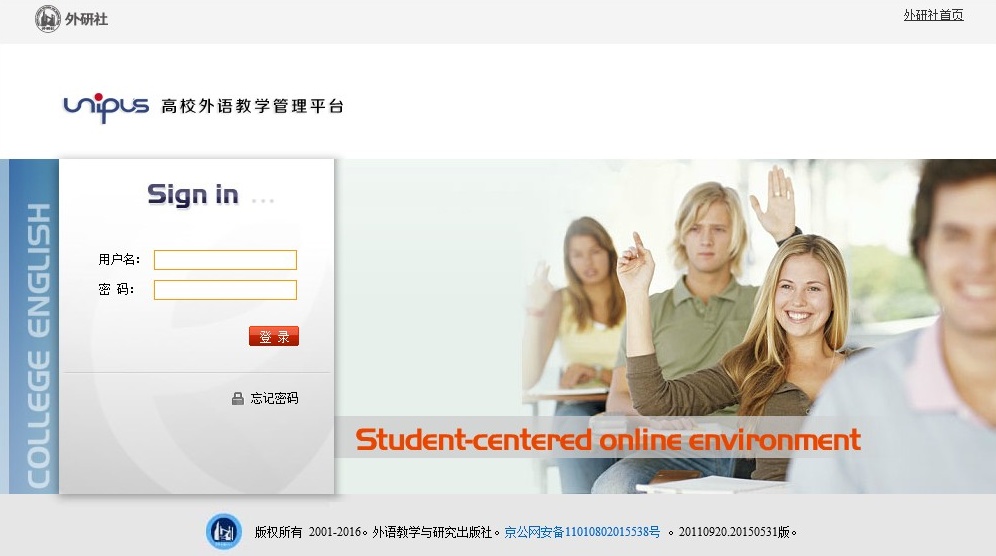 外研社
外研社首页
unipus 高校外语教学管理平台
COLLEGE ENGLISH
Sign in ...
用户名：
密 码：
登 录
忘记密码
Student-centered online environment
版权所有 2001-2016。外语教学与研究出版社。京公网安备11010802015538号 。20110920.20150531版。